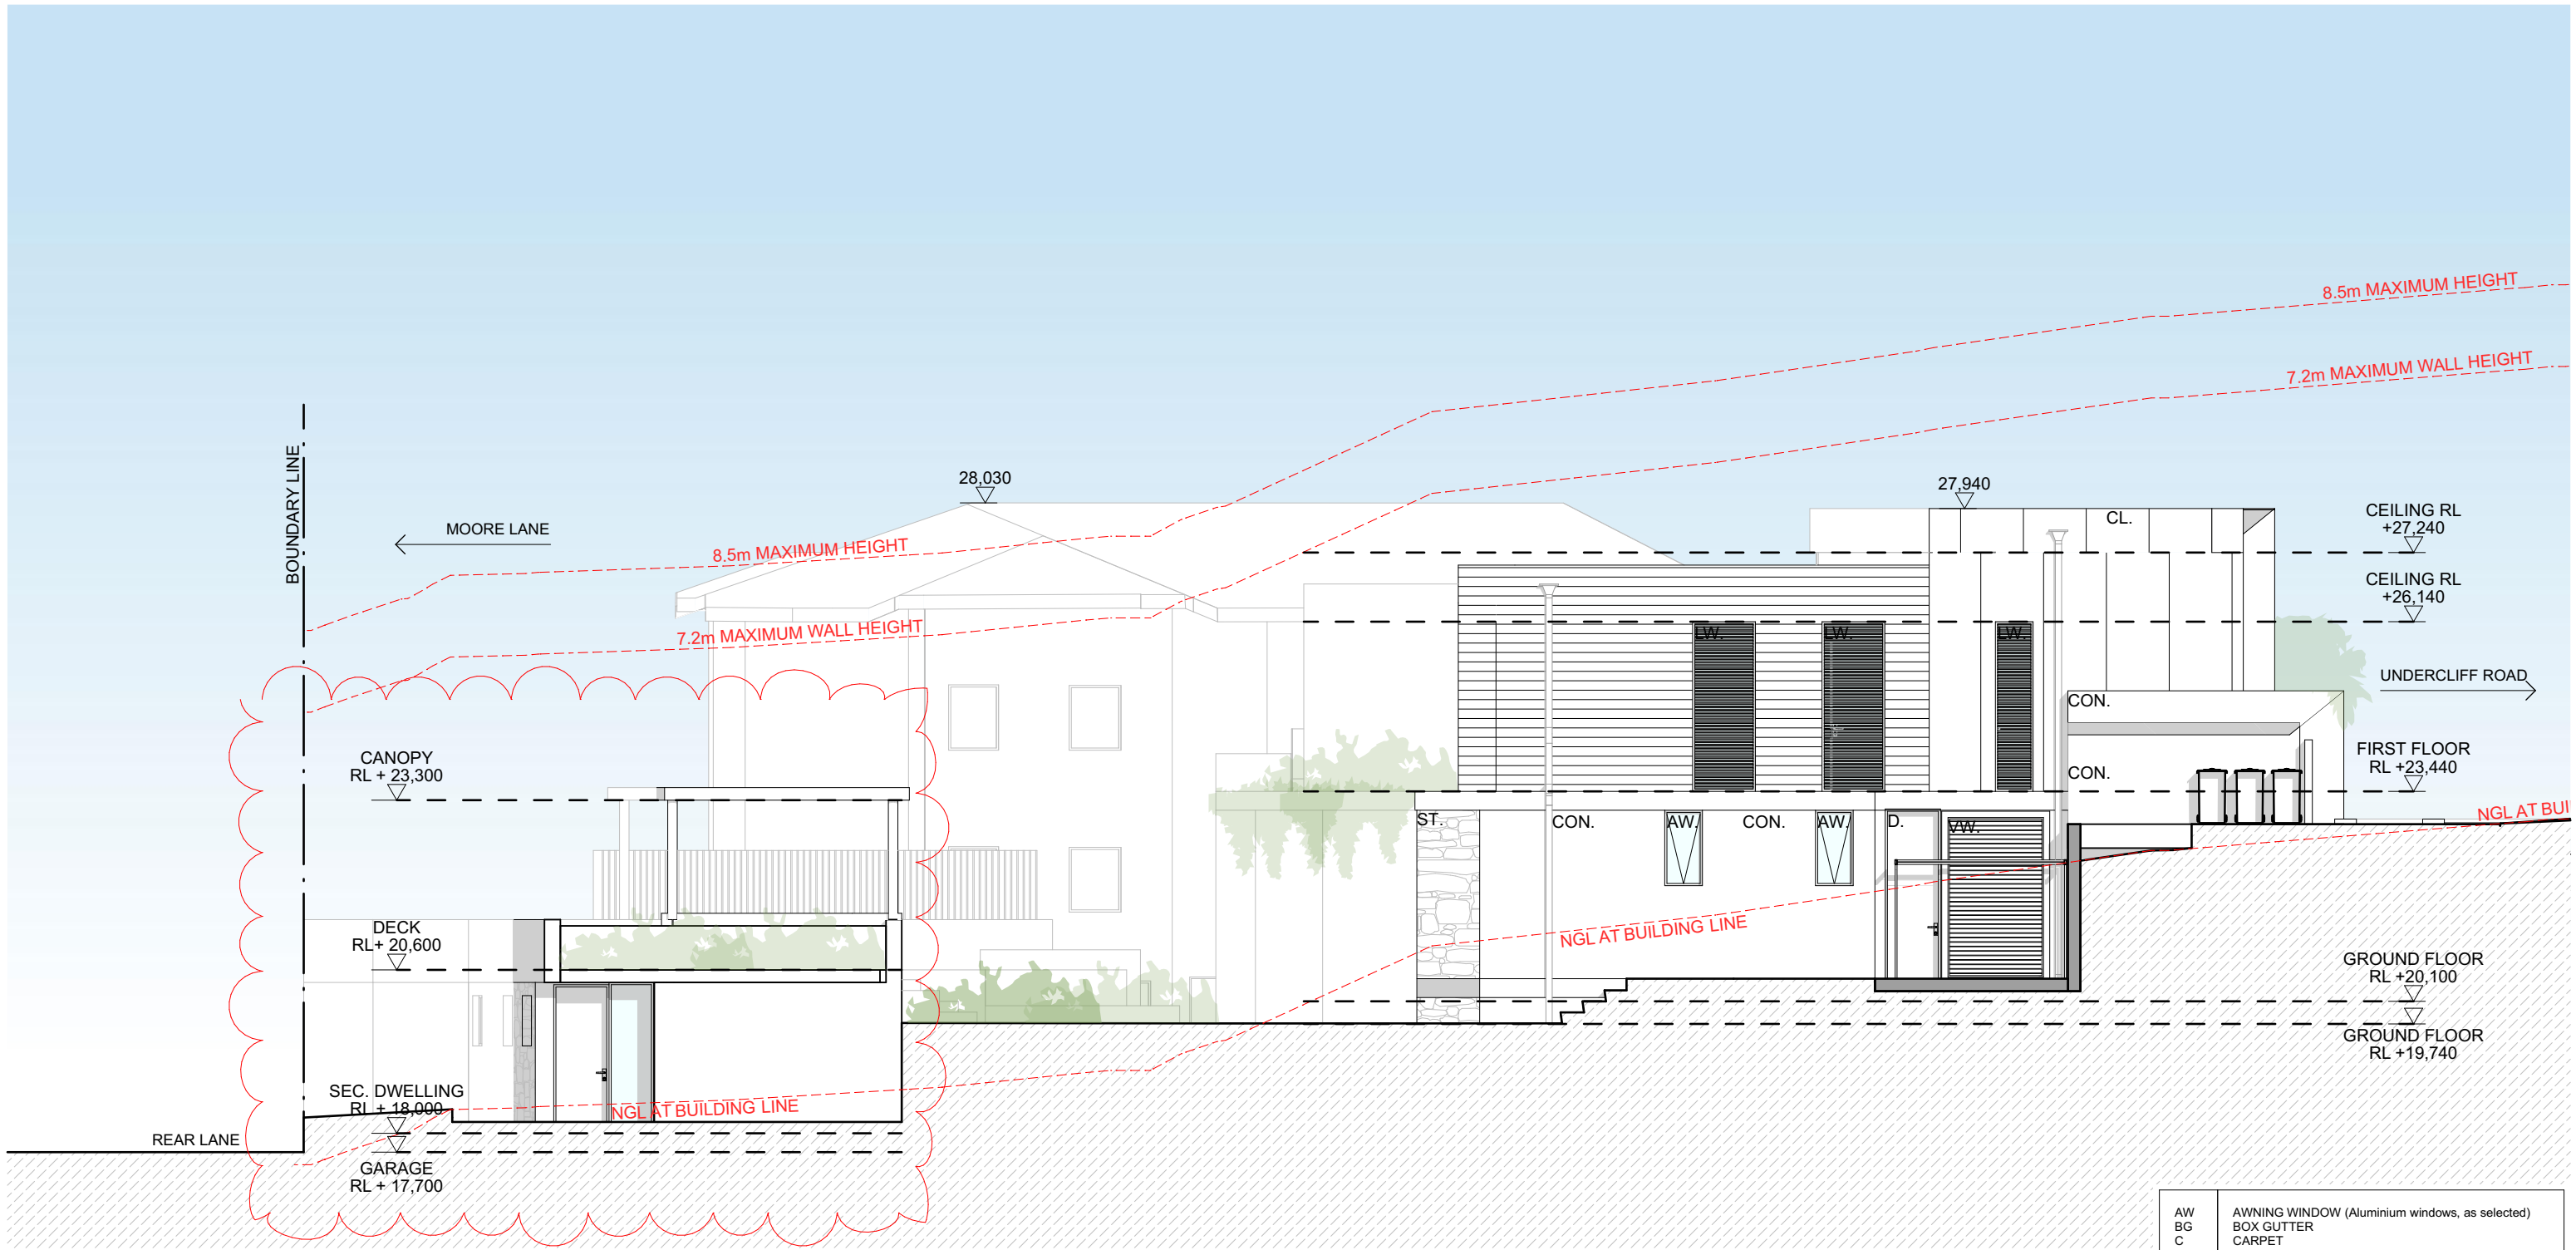 8.5m MAXIMUM HEIGHT
7.2m MAXIMUM WALL HEIGHT
BOUNDARY LINE
28,030
27,940
CL.
CEILING RL
+27,240
MOORE LANE
8.5m MAXIMUM HEIGHT
CEILING RL
+26,140
7.2m MAXIMUM WALL HEIGHT
LW.
LW.
LW.
UNDERCLIFF ROAD
CON.
CANOPY
RL + 23,300
CON.
FIRST FLOOR
RL +23,440
NGL AT BUI
ST.
CON.
AW.
CON.
AW.
D.
VW.
DECK
RL+ 20,600
NGL AT BUILDING LINE
GROUND FLOOR
RL +20,100
GROUND FLOOR
RL +19,740
SEC. DWELLING
RL + 18,000
NGL AT BUILDING LINE
REAR LANE
GARAGE
RL + 17,700
AW AWNING WINDOW (Aluminium windows, as selected)
BG BOX GUTTER
C CARPET